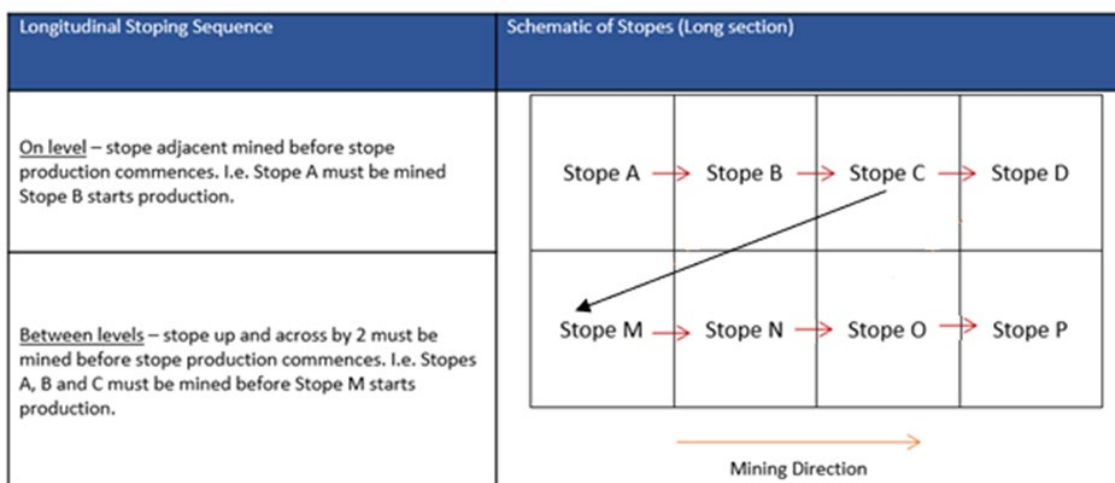 Longitudinal Stoping Sequence
Schematic of Stopes (Long section)
On level – stope adjacent mined before stope
production commences. I.e. Stope A must be mined
Stope B starts production.
Stope A Stope B Stope C Stope D
Between levels – stope up and across by 2 must be
mined before stope production commences. I.e. Stopes
A, B and C must be mined before Stope M starts
production.
Stope M Stope N Stope O Stope P
Mining Direction